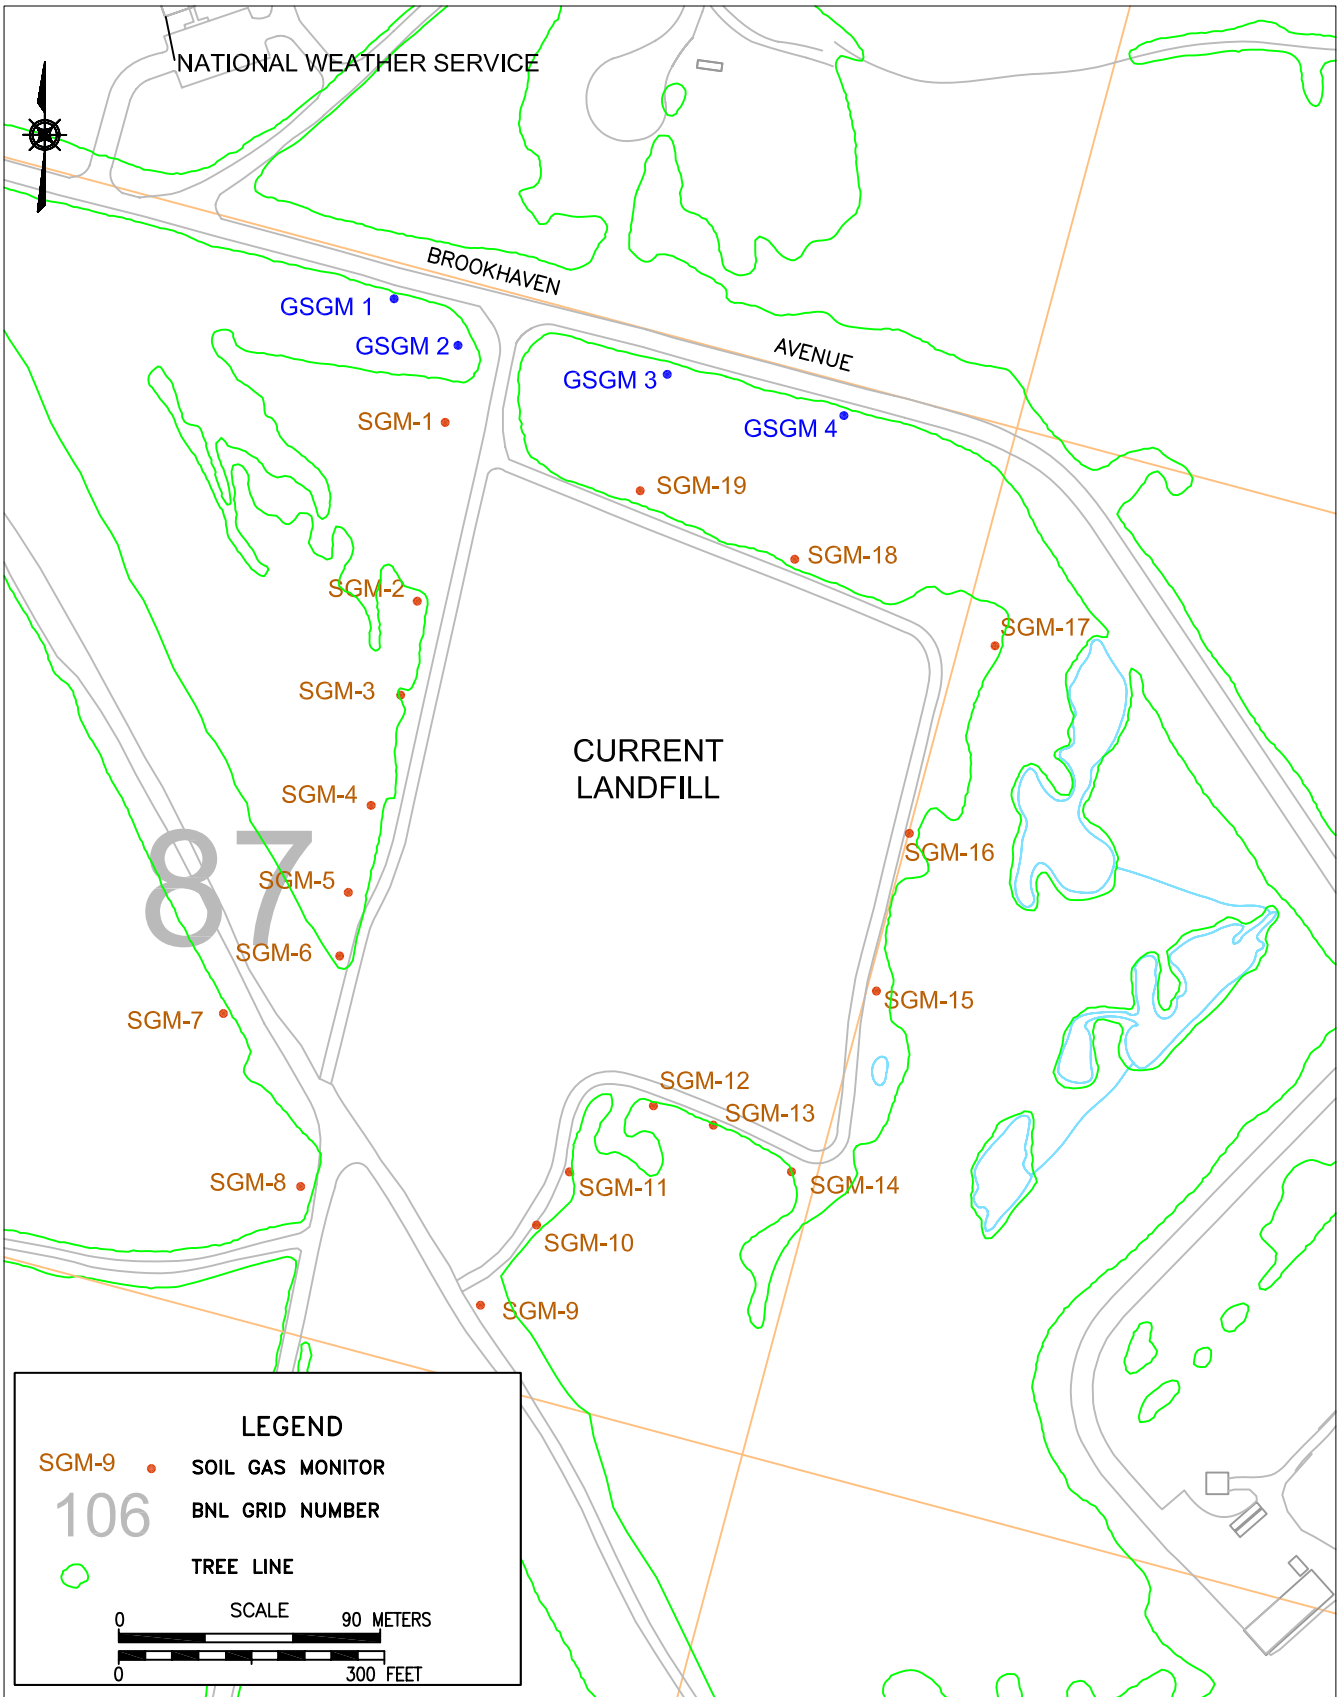 NATIONAL WEATHER SERVICE
BROOKHAVEN
AVENUE
GSGM 1
GSGM 2
GSGM 3
GSGM 4
SGM-1
SGM-19
SGM-18
SGM-2
SGM-17
SGM-3
CURRENT
LANDFILL
SGM-4
87
SGM-16
SGM-5
SGM-6
SGM-15
SGM-7
SGM-12
SGM-13
SGM-8
SGM-11
SGM-14
SGM-10
SGM-9
LEGEND
SGM-9 SOIL GAS MONITOR
106 BNL GRID NUMBER
TREE LINE
SCALE
0 90 METERS
0 300 FEET